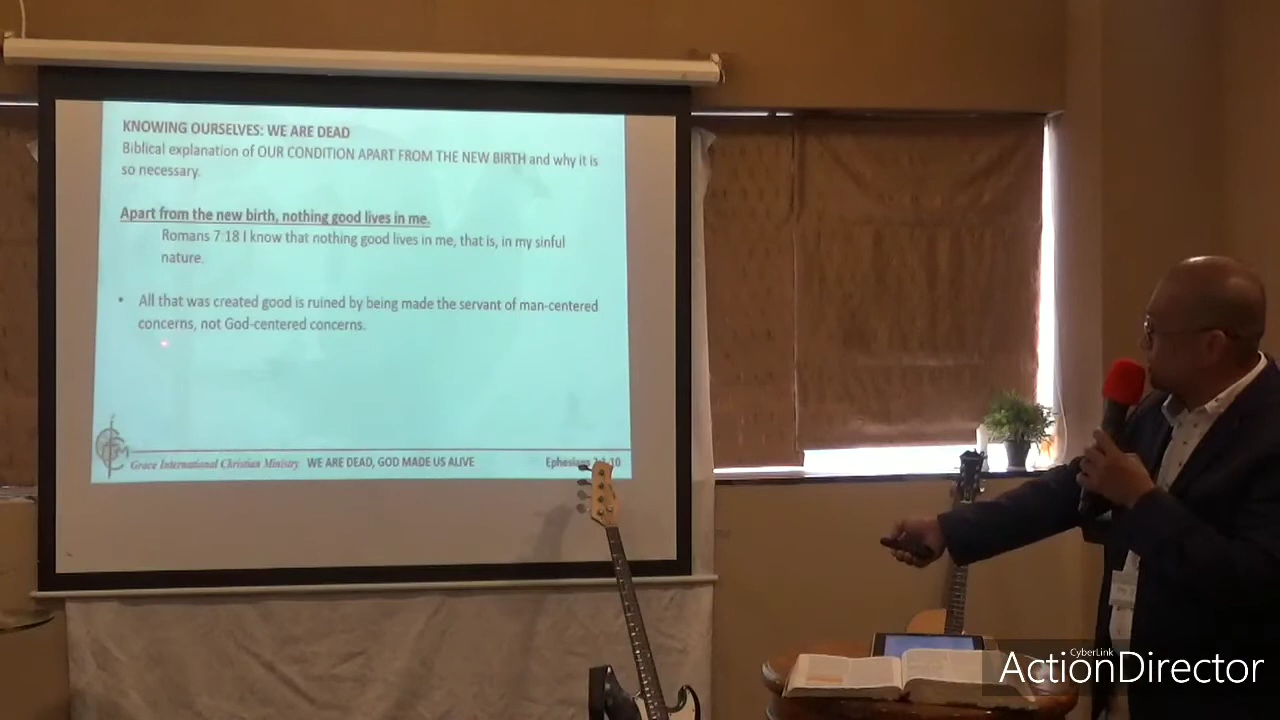 KNOWING OURSELVES: WE ARE DEAD
Biblical explanation of OUR CONDITION APART FROM THE NEW BIRTH and why it is
so necessary.
Apart from the new birth, nothing good lives in me.
Romans 7:18 I know that nothing good lives in me, that is, in my sinful
nature.
• All that was created good is ruined by being made the servant of man-centered
concerns, not God-centered concerns.
Grace International Christian Ministry WE ARE DEAD, GOD MADE US ALIVE Ephesians 2:1-10
CyberLink
ActionDirector